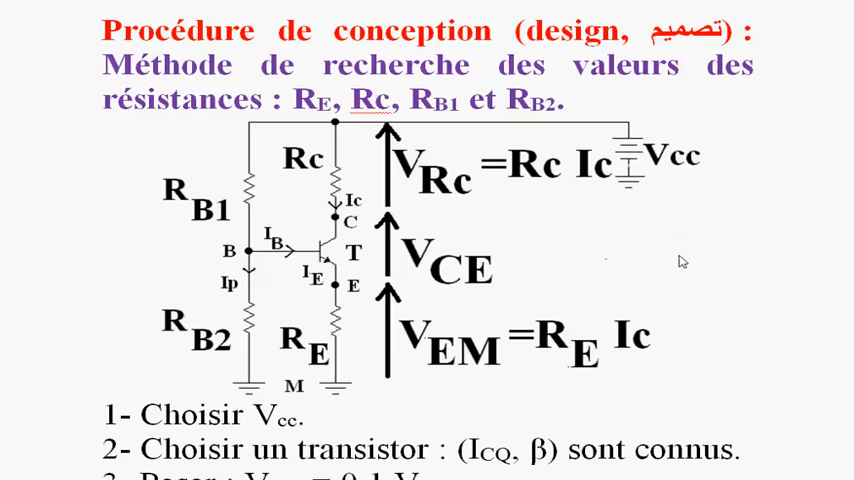 Procédure de conception (design, تصميم) :
Méthode de recherche des valeurs des
résistances : RE, Rc, RB1 et RB2.
Rc
VRc =Rc Ic
Vcc
RB1
Ic
C
IB
B
T
VCE
IE
E
Ip
RB2
RE
VEM =RE Ic
M
1- Choisir Vcc.
2- Choisir un transistor : (ICQ, β) sont connus.